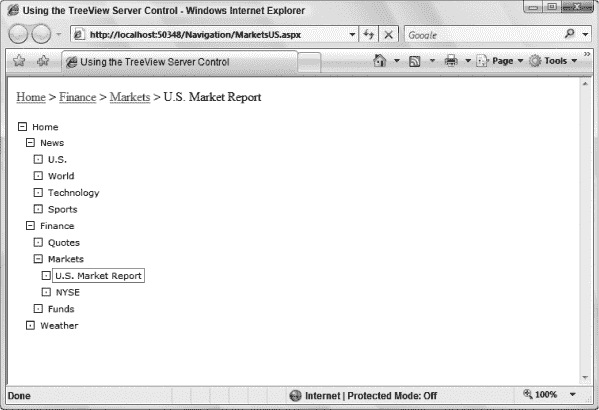 Using the TreeView Server Control - Windows Internet Explorer
http://localhost:50348/Navigation/MarketsUS.aspx
Google
Using the TreeView Server Control
Page
Tools
Home > Finance > Markets > U.S. Market Report
Home
News
U.S.
World
Technology
Sports
Finance
Quotes
Markets
U.S. Market Report
NYSE
Funds
Weather
Done
Internet | Protected Mode: Off
100%